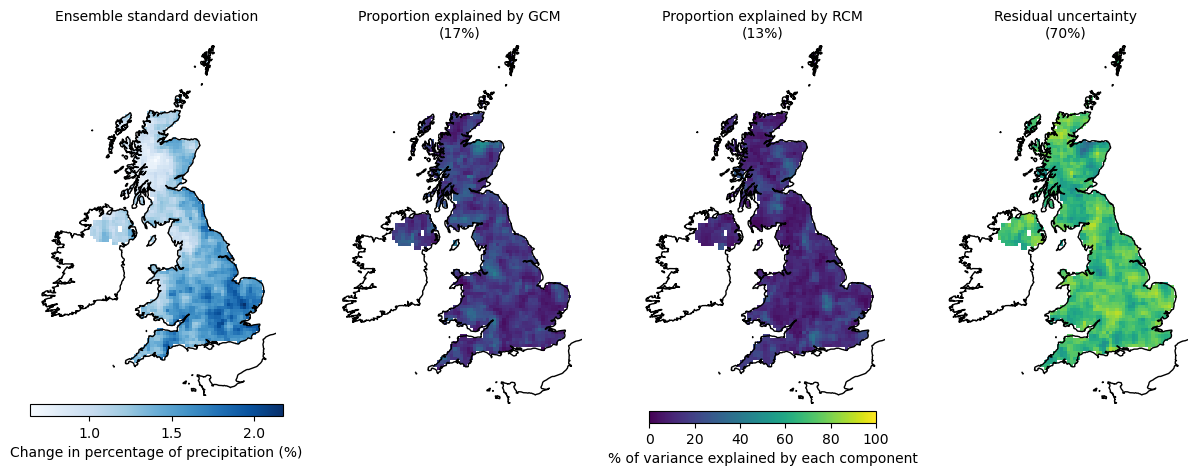 Ensemble standard deviation
Proportion explained by GCM
(17%)
Proportion explained by RCM
(13%)
Residual uncertainty
(70%)
1.0 1.5 2.0
Change in percentage of precipitation (%)
0 20 40 60 80 100
% of variance explained by each component